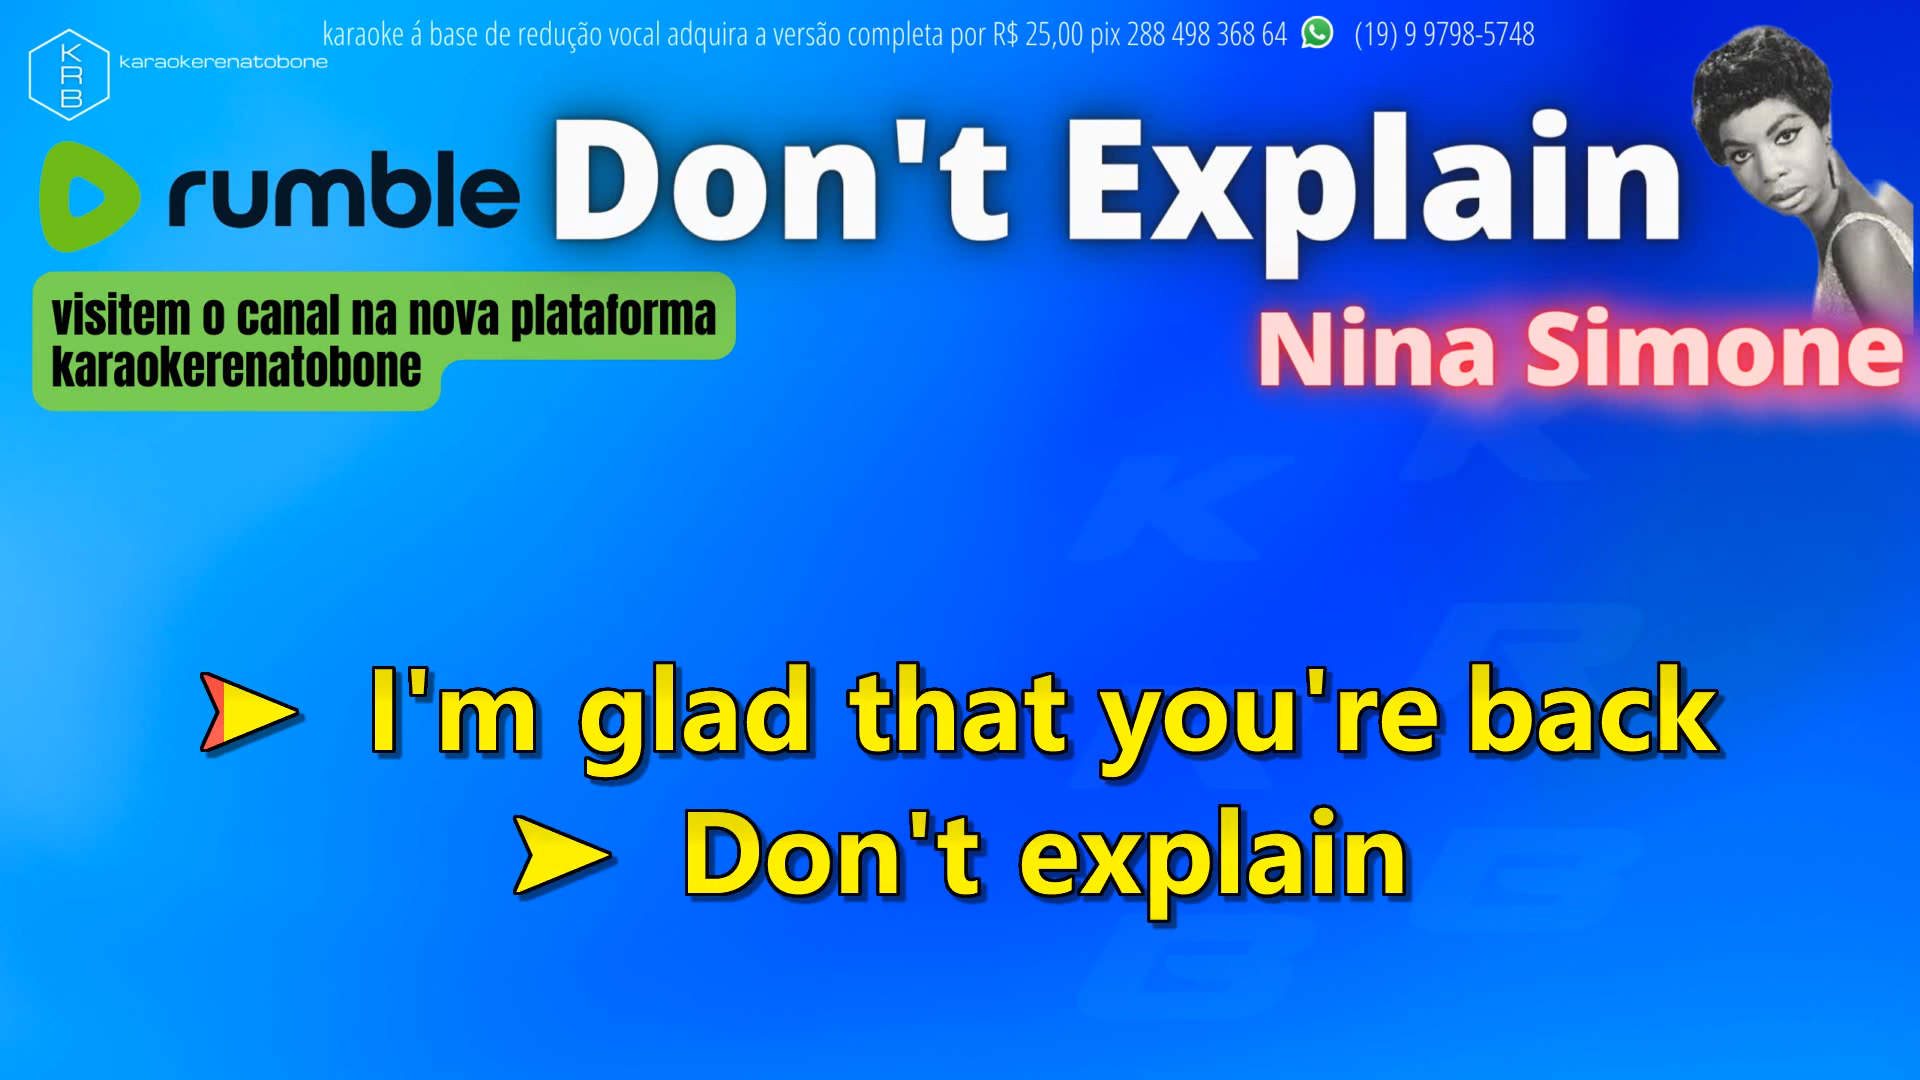 karaoke á base de redução vocal adquira a versão completa por R$ 25,00 pix 288 498 368 64 (19) 9 9798-5748
KRB
karaokerenatobone
rumble
Don't Explain
visitem o canal na nova plataforma
karaokerenatobone
Nina Simone
K
K
R
R
B
B
➤ I'm glad that you're back
➤ Don't explain